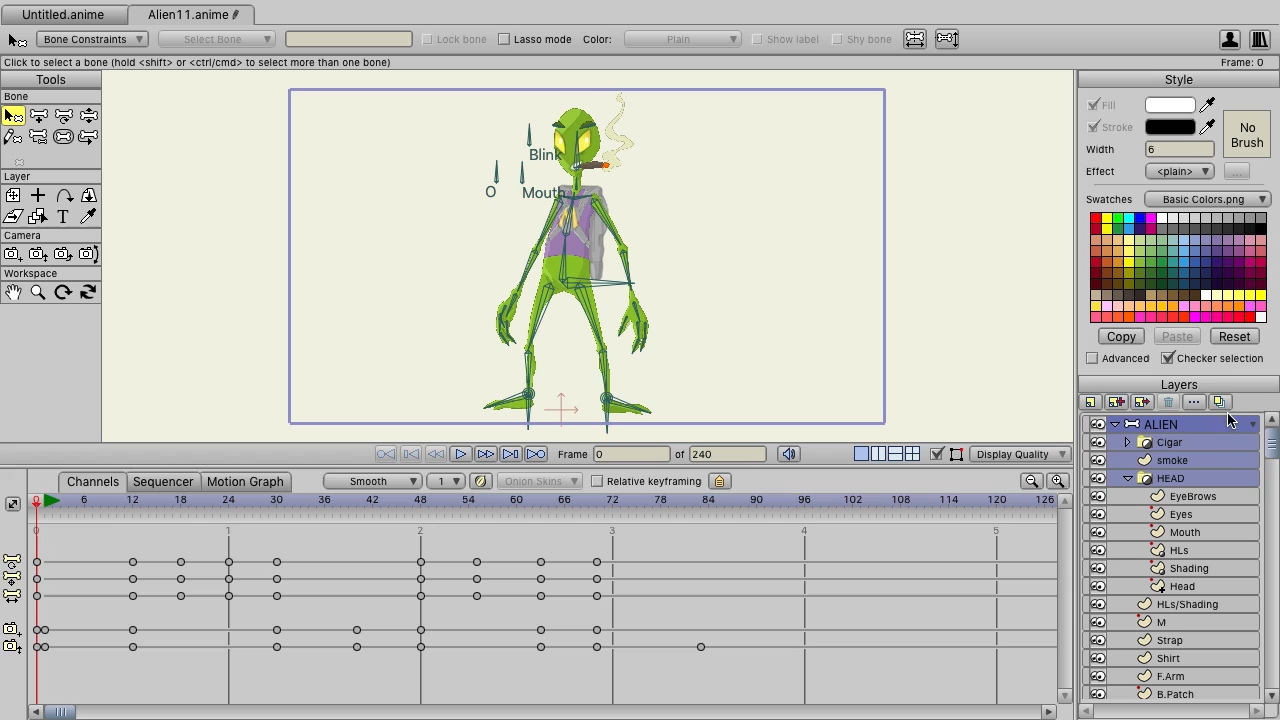 Untitled.anime
Alien11.anime
Bone Constraints
Select Bone
Lock bone
Lasso mode
Color:
Plain
Show label
Shy bone
Click to select a bone (hold <shift> or <ctrl/cmd> to select more than one bone)
Frame: 0
Tools
Bone
Layer
T
Camera
Workspace
Blink
O
Mouth
Style
Fill
Stroke
No Brush
Width
6
Effect
<plain>
...
Swatches
Basic Colors.png
Copy
Paste
Reset
Advanced
Checker selection
Layers
ALIEN
Cigar
smoke
HEAD
EyeBrows
Eyes
Mouth
HLs
Shading
Head
HLs/Shading
M
Strap
Shirt
F.Arm
B.Patch
Frame
0
of
240
Display Quality
Channels
Sequencer
Motion Graph
Smooth
1
Onion Skins
Relative keyframing
0 6 12 18 24 30 36 42 48 54 60 66 72 78 84 90 96 102 108 114 120 126
0 1 2 3 4 5